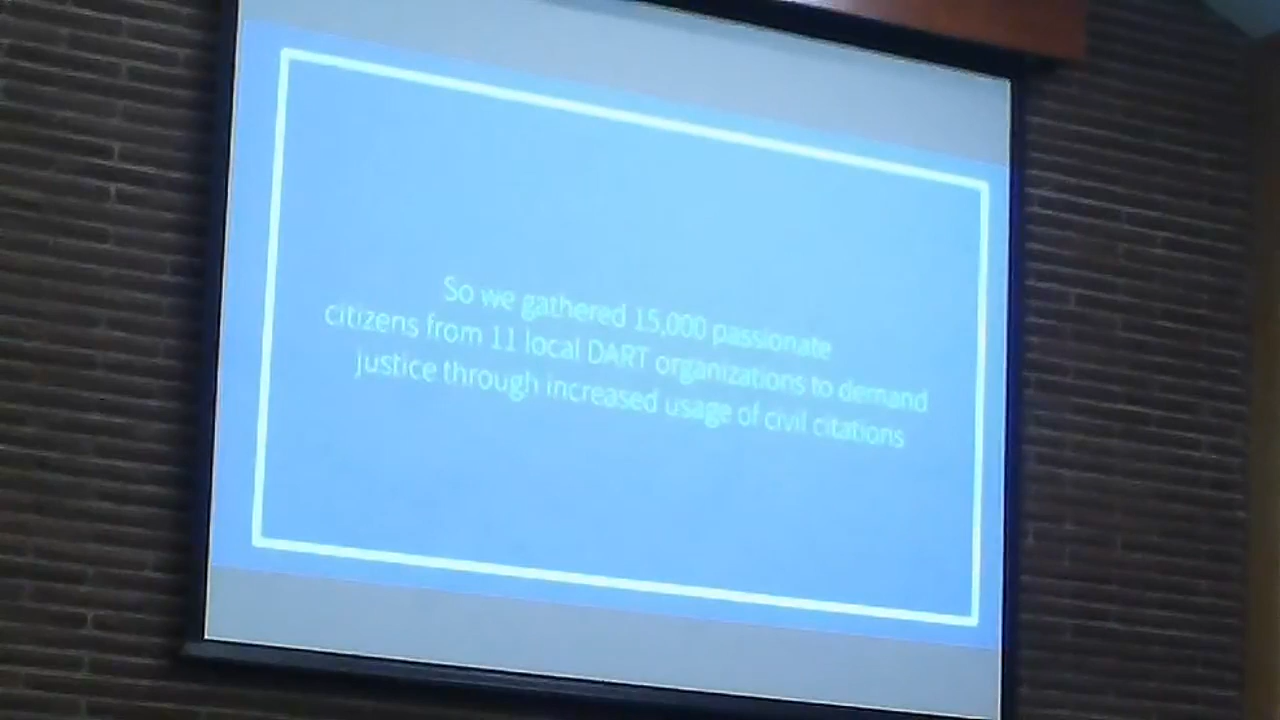 So we gathered 15,000 passionate
citizens from 11 local DART organizations to demand
justice through increased usage of civil citations